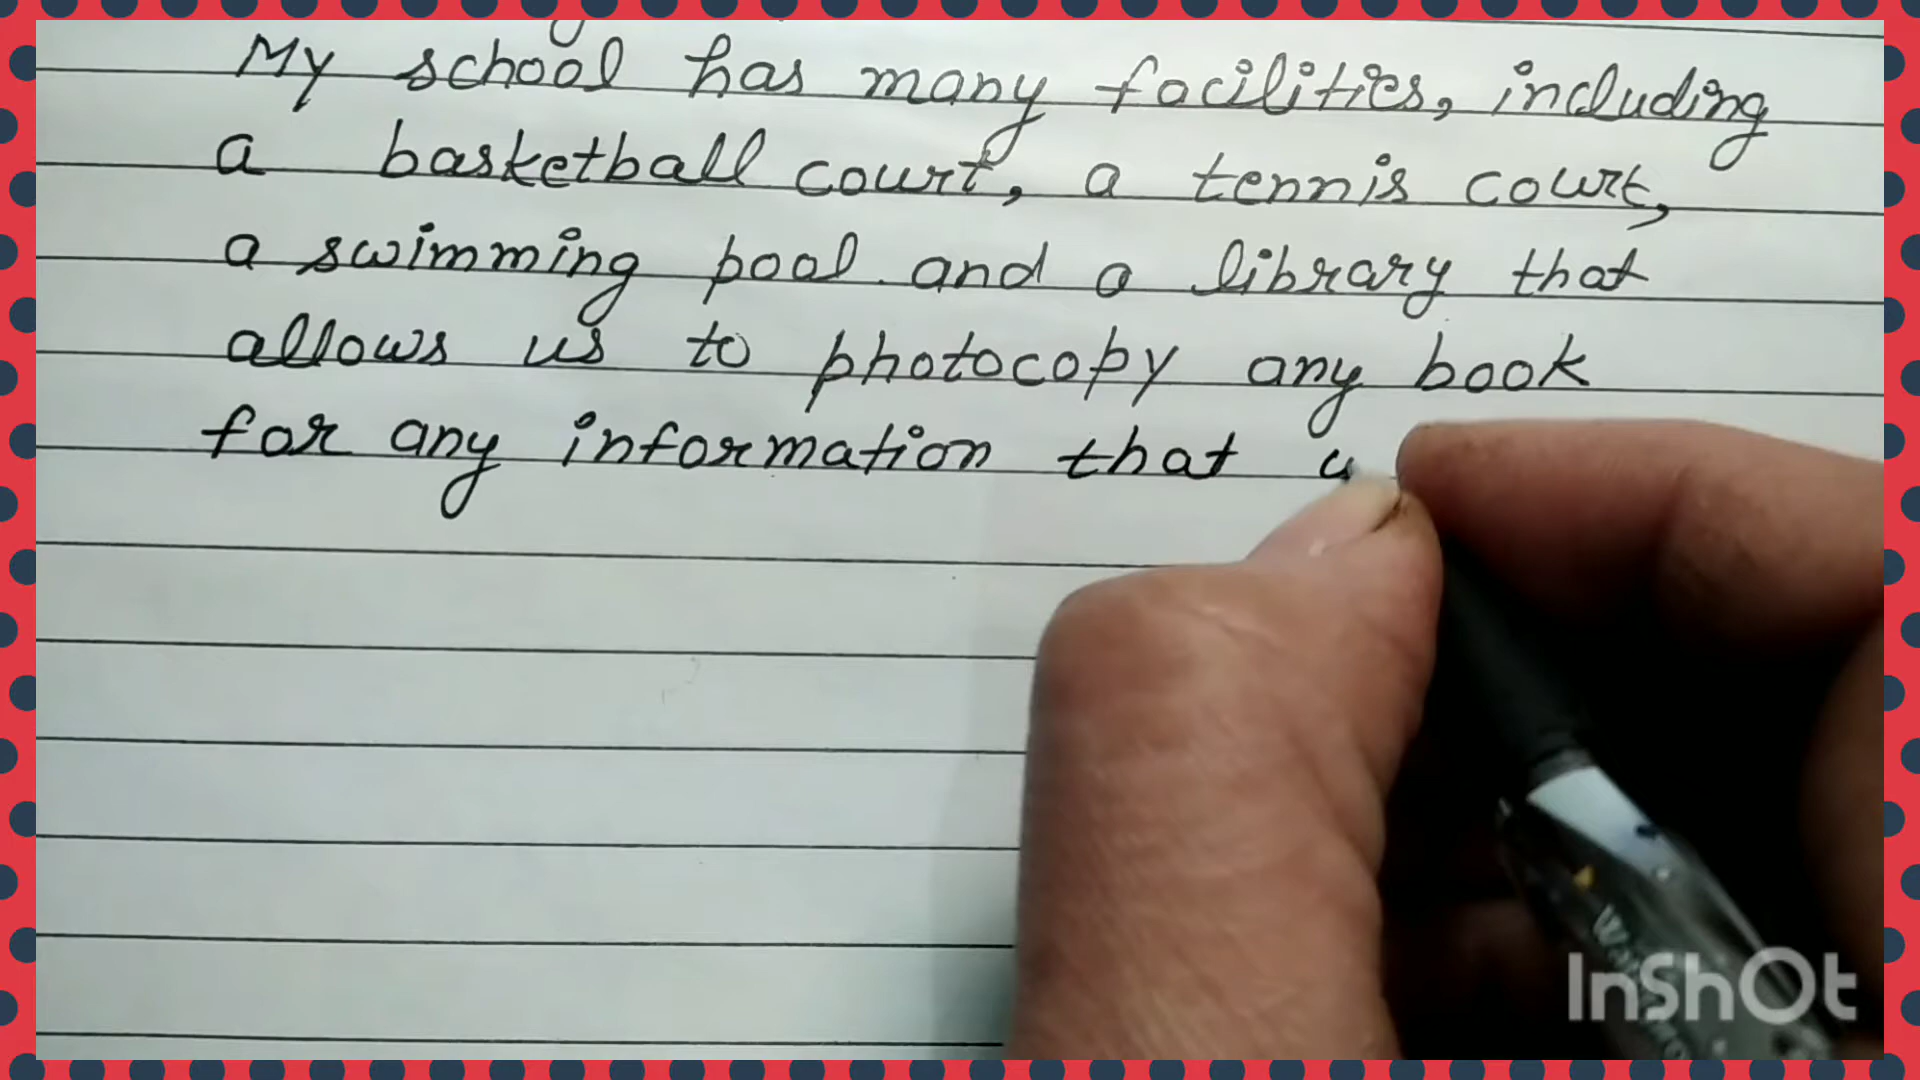 My school has many facilities, including
a basketball court, a tennis court,
a swimming pool and a library that
allows us to photocopy any book
for any information that
InShOt